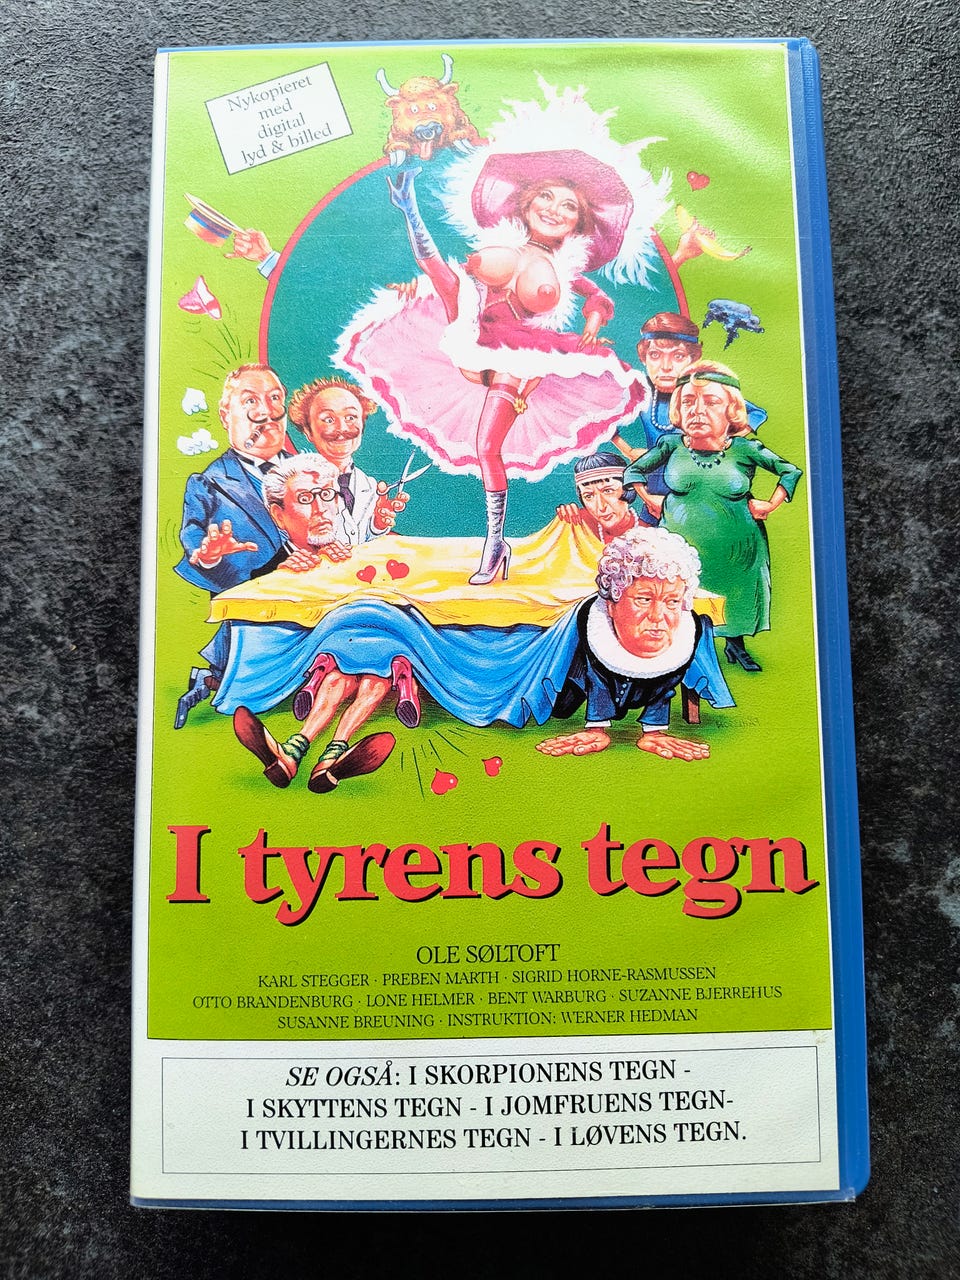 Nykopieret
med
digital
lyd & billed
I tyrens tegn
OLE SØLTOFT
KARL STEGGER · PREBEN MARTH · SIGRID HORNE-RASMUSSEN
OTTO BRANDENBURG · LONE HELMER · BENT WARBURG · SUZANNE BJERREHUS
SUSANNE BREUNING · INSTRUKTION: WERNER HEDMAN
SE OGSÅ: I SKORPIONENS TEGN -
I SKYTTENS TEGN - I JOMFRUENS TEGN-
I TVILLINGERNES TEGN - I LØVENS TEGN.